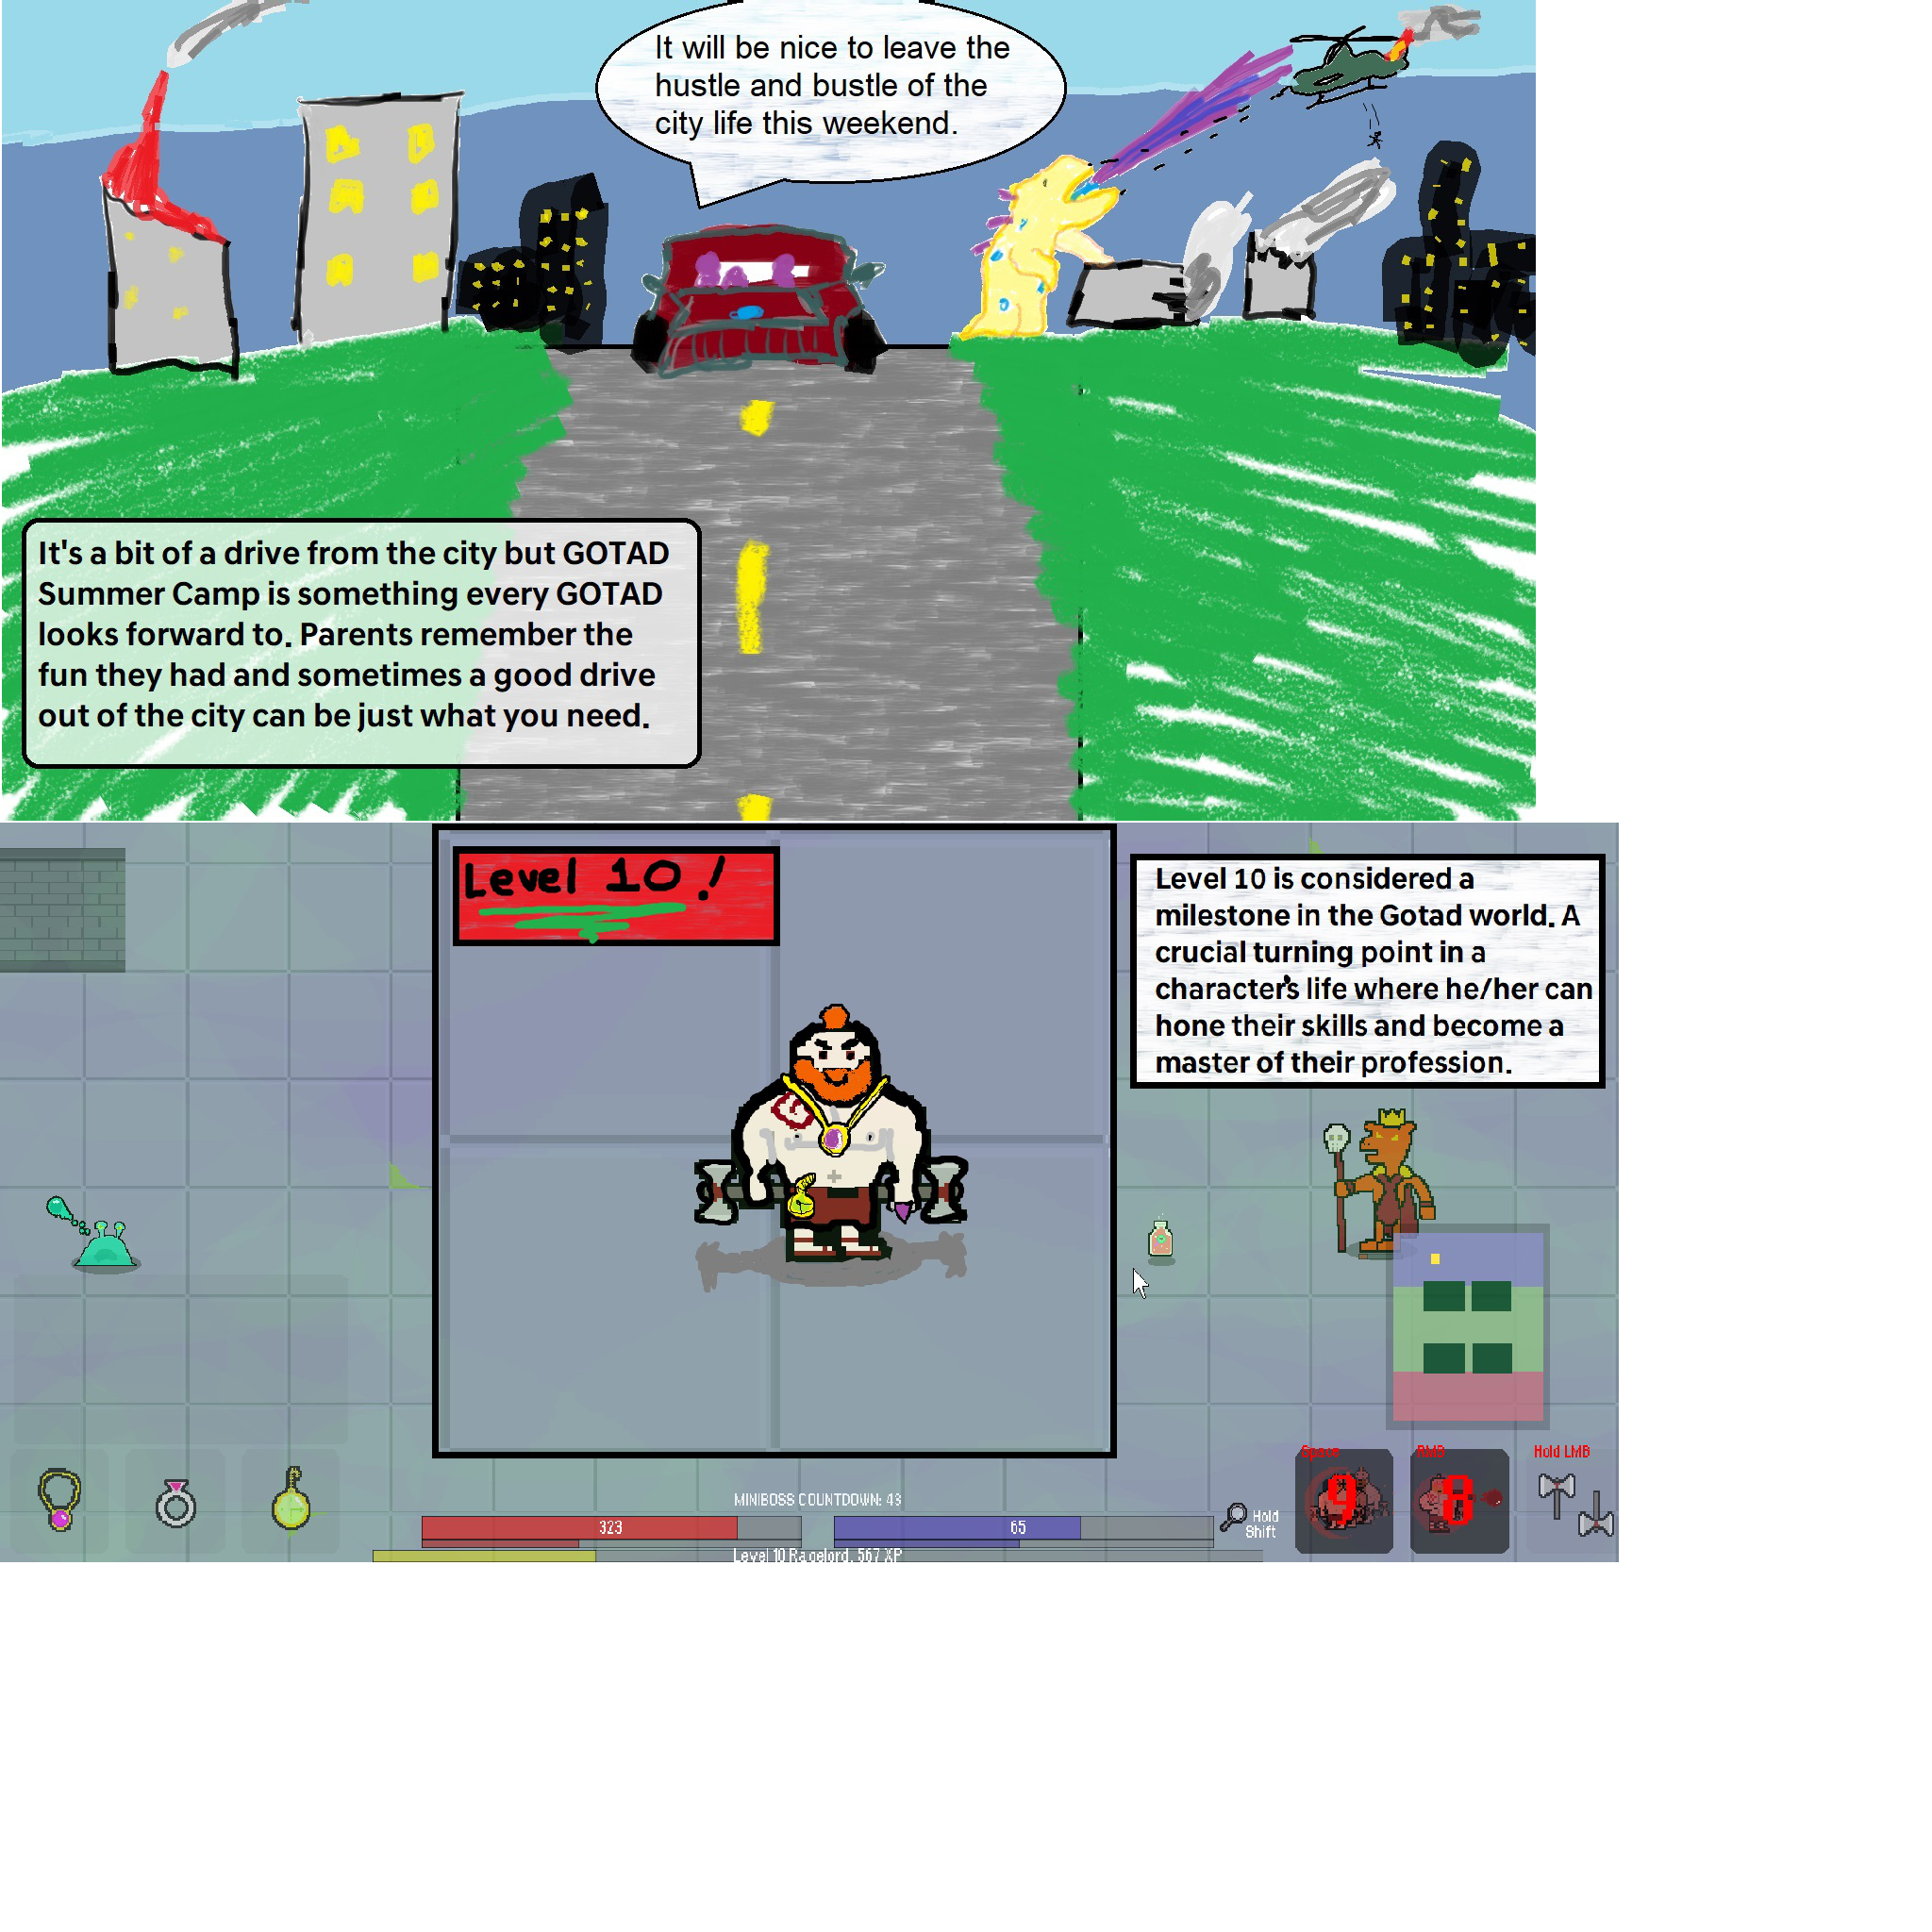 It will be nice to leave the
hustle and bustle of the
city life this weekend.
It's a bit of a drive from the city but GOTAD
Summer Camp is something every GOTAD
looks forward to. Parents remember the
fun they had and sometimes a good drive
out of the city can be just what you need.
Level 10!
Level 10 is considered a
milestone in the Gotad world. A
crucial turning point in a
character's life where he/her can
hone their skills and become a
master of their profession.
Space
RMB
Hold LMB
9
8
MINIBOSS COUNTDOWN: 43
Hold
Shift
323
65
Level 10 Ragelord, 567 XP